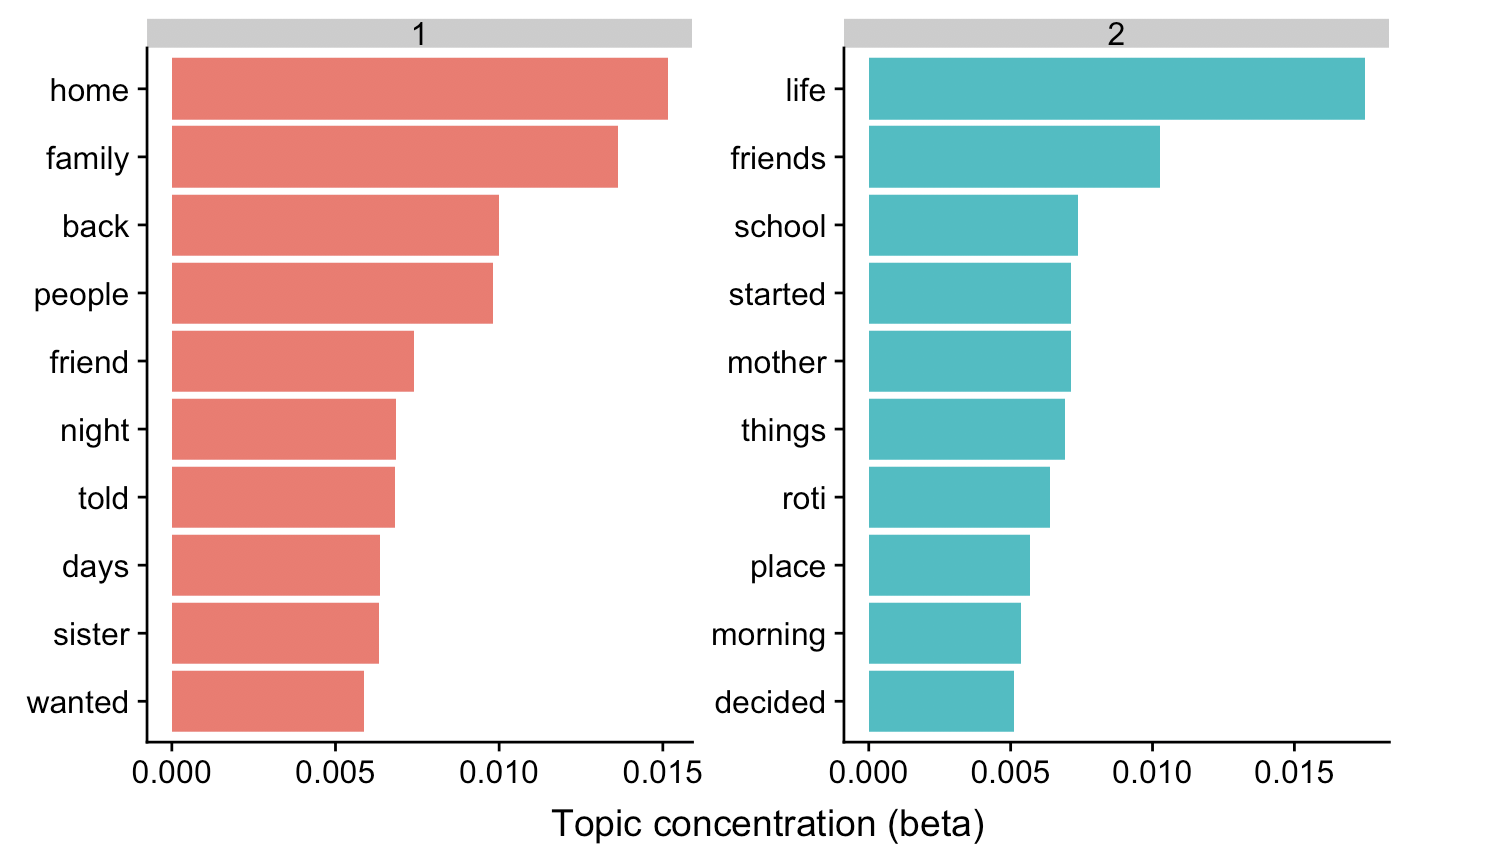 1
home
family
back
people
friend
night
told
days
sister
wanted
0.000 0.005 0.010 0.015
2
life
friends
school
started
mother
things
roti
place
morning
decided
0.000 0.005 0.010 0.015
Topic concentration (beta)